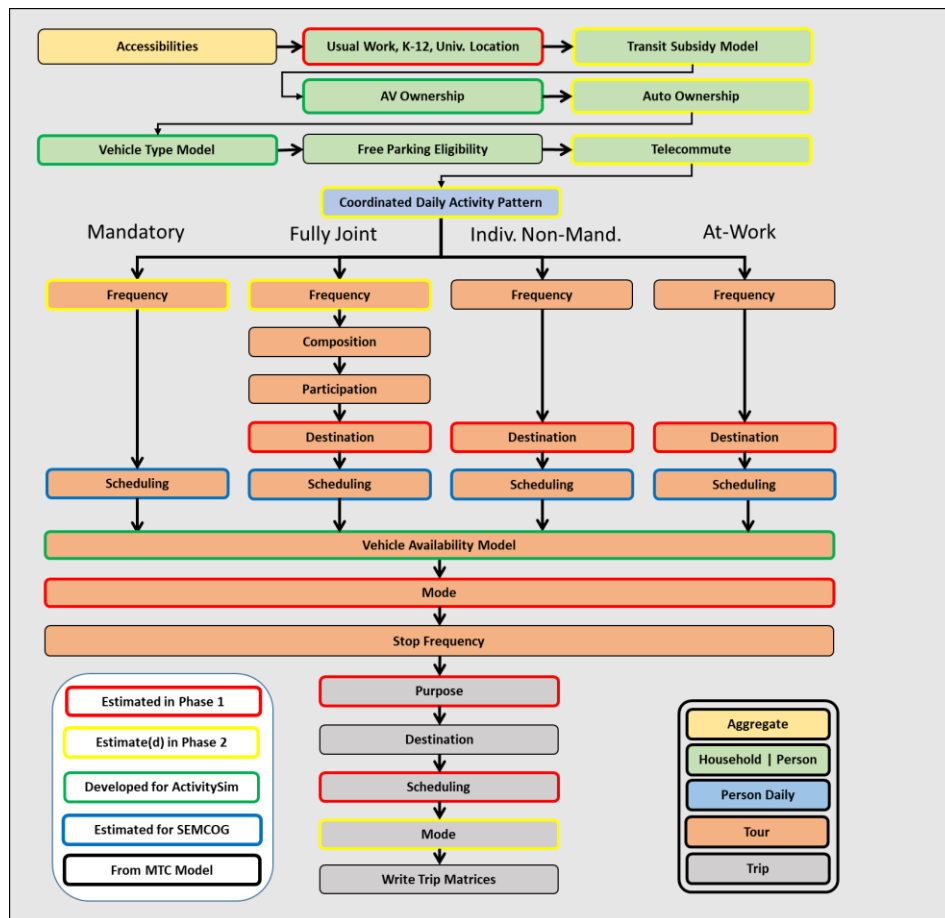 Accessibilities
Usual Work, K-12, Univ. Location
Transit Subsidy Model
AV Ownership
Auto Ownership
Vehicle Type Model
Free Parking Eligibility
Telecommute
Coordinated Daily Activity Pattern
Mandatory
Fully Joint
Indiv. Non-Mand.
At-Work
Frequency
Frequency
Frequency
Frequency
Composition
Participation
Destination
Destination
Destination
Scheduling
Scheduling
Scheduling
Scheduling
Vehicle Availability Model
Mode
Stop Frequency
Purpose
Destination
Scheduling
Mode
Write Trip Matrices
Estimated in Phase 1
Estimate(d) in Phase 2
Developed for ActivitySim
Estimated for SEMCOG
From MTC Model
Aggregate
Household | Person
Person Daily
Tour
Trip